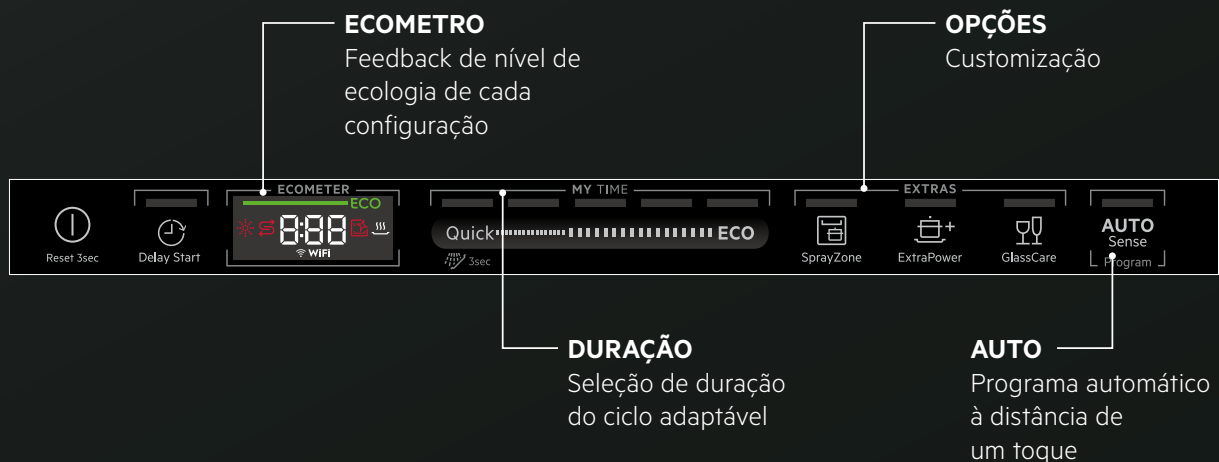 ECOMETRO
Feedback de nível de
ecologia de cada
configuração
OPÇÕES
Customização
ECOMETER
MY TIME
EXTRAS
ECO
8:88
WiFi
Quick
ECO
AUTO
Sense
Reset 3sec
Delay Start
3sec
SprayZone
ExtraPower
GlassCare
Program
DURAÇÃO
Seleção de duração
do ciclo adaptável
AUTO
Programa automático
à distância de
um toque